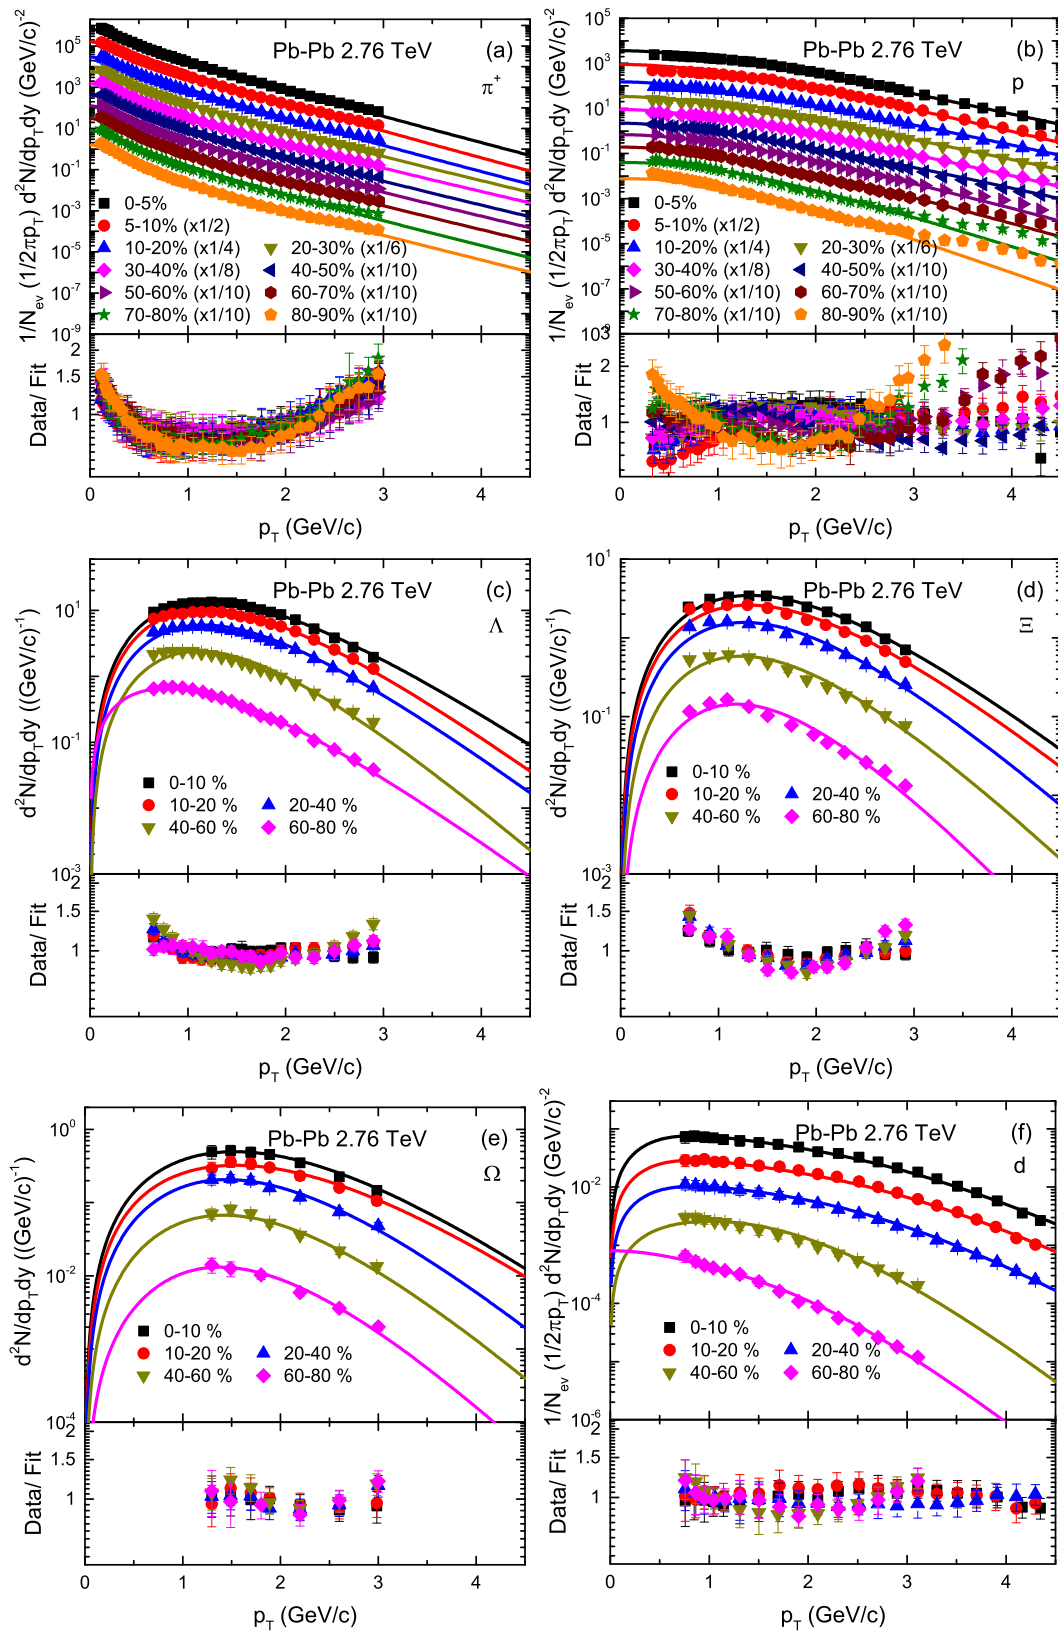 Pb-Pb 2.76 TeV (a)
π⁺
1/N_ev (1/2πp_T) d²N/dp_Tdy (GeV/c)⁻²
10⁵
10³
10¹
10⁻¹
10⁻³
10⁻⁵
10⁻⁷
10⁻⁹
0-5%
5-10% (x1/2)
10-20% (x1/4) 20-30% (x1/6)
30-40% (x1/8) 40-50% (x1/10)
50-60% (x1/10) 60-70% (x1/10)
70-80% (x1/10) 80-90% (x1/10)
Data/ Fit
2
1.5
1
0 1 2 3 4
p_T (GeV/c)
Pb-Pb 2.76 TeV (b)
p
1/N_ev (1/2πp_T) d²N/dp_Tdy (GeV/c)⁻²
10⁵
10³
10¹
10⁻¹
10⁻³
10⁻⁵
10⁻⁷
10⁻⁹
0-5%
5-10% (x1/2)
10-20% (x1/4) 20-30% (x1/6)
30-40% (x1/8) 40-50% (x1/10)
50-60% (x1/10) 60-70% (x1/10)
70-80% (x1/10) 80-90% (x1/10)
Data/ Fit
3
2
1
0 1 2 3 4
p_T (GeV/c)
Pb-Pb 2.76 TeV (c)
Λ
d²N/dp_Tdy ((GeV/c)⁻¹)
10¹
10⁻¹
10⁻³
0-10 %
10-20 % 20-40 %
40-60 % 60-80 %
Data/ Fit
2
1.5
1
0 1 2 3 4
p_T (GeV/c)
Pb-Pb 2.76 TeV (d)
Ξ
d²N/dp_Tdy ((GeV/c)⁻¹)
10¹
10⁻¹
10⁻³
0-10 %
10-20 % 20-40 %
40-60 % 60-80 %
Data/ Fit
2
1.5
1
0 1 2 3 4
p_T (GeV/c)
Pb-Pb 2.76 TeV (e)
Ω
d²N/dp_Tdy ((GeV/c)⁻¹)
10⁰
10⁻²
10⁻⁴
0-10 %
10-20 % 20-40 %
40-60 % 60-80 %
Data/ Fit
2
1.5
1
0 1 2 3 4
p_T (GeV/c)
Pb-Pb 2.76 TeV (f)
d
1/N_ev (1/2πp_T) d²N/dp_Tdy (GeV/c)⁻²
10⁻²
10⁻⁴
10⁻⁶
0-10 %
10-20 % 20-40 %
40-60 % 60-80 %
Data/ Fit
2
1.5
1
0 1 2 3 4
p_T (GeV/c)